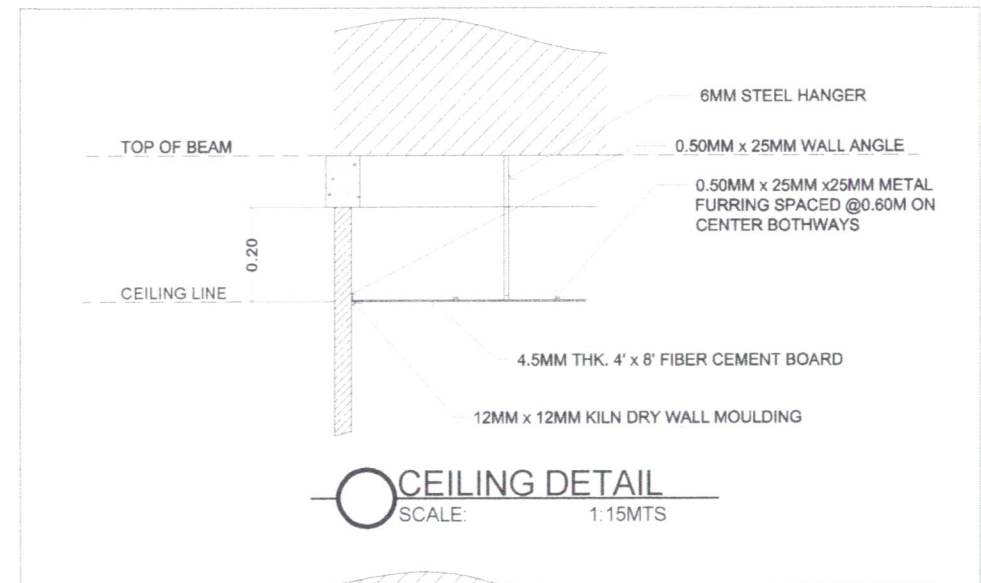 6MM STEEL HANGER
TOP OF BEAM
0.50MM x 25MM WALL ANGLE
0.50MM x 25MM x25MM METAL
FURRING SPACED @0.60M ON
CENTER BOTHWAYS
0.20
CEILING LINE
4.5MM THK. 4' x 8' FIBER CEMENT BOARD
12MM x 12MM KILN DRY WALL MOULDING
CEILING DETAIL
SCALE: 1:15MTS